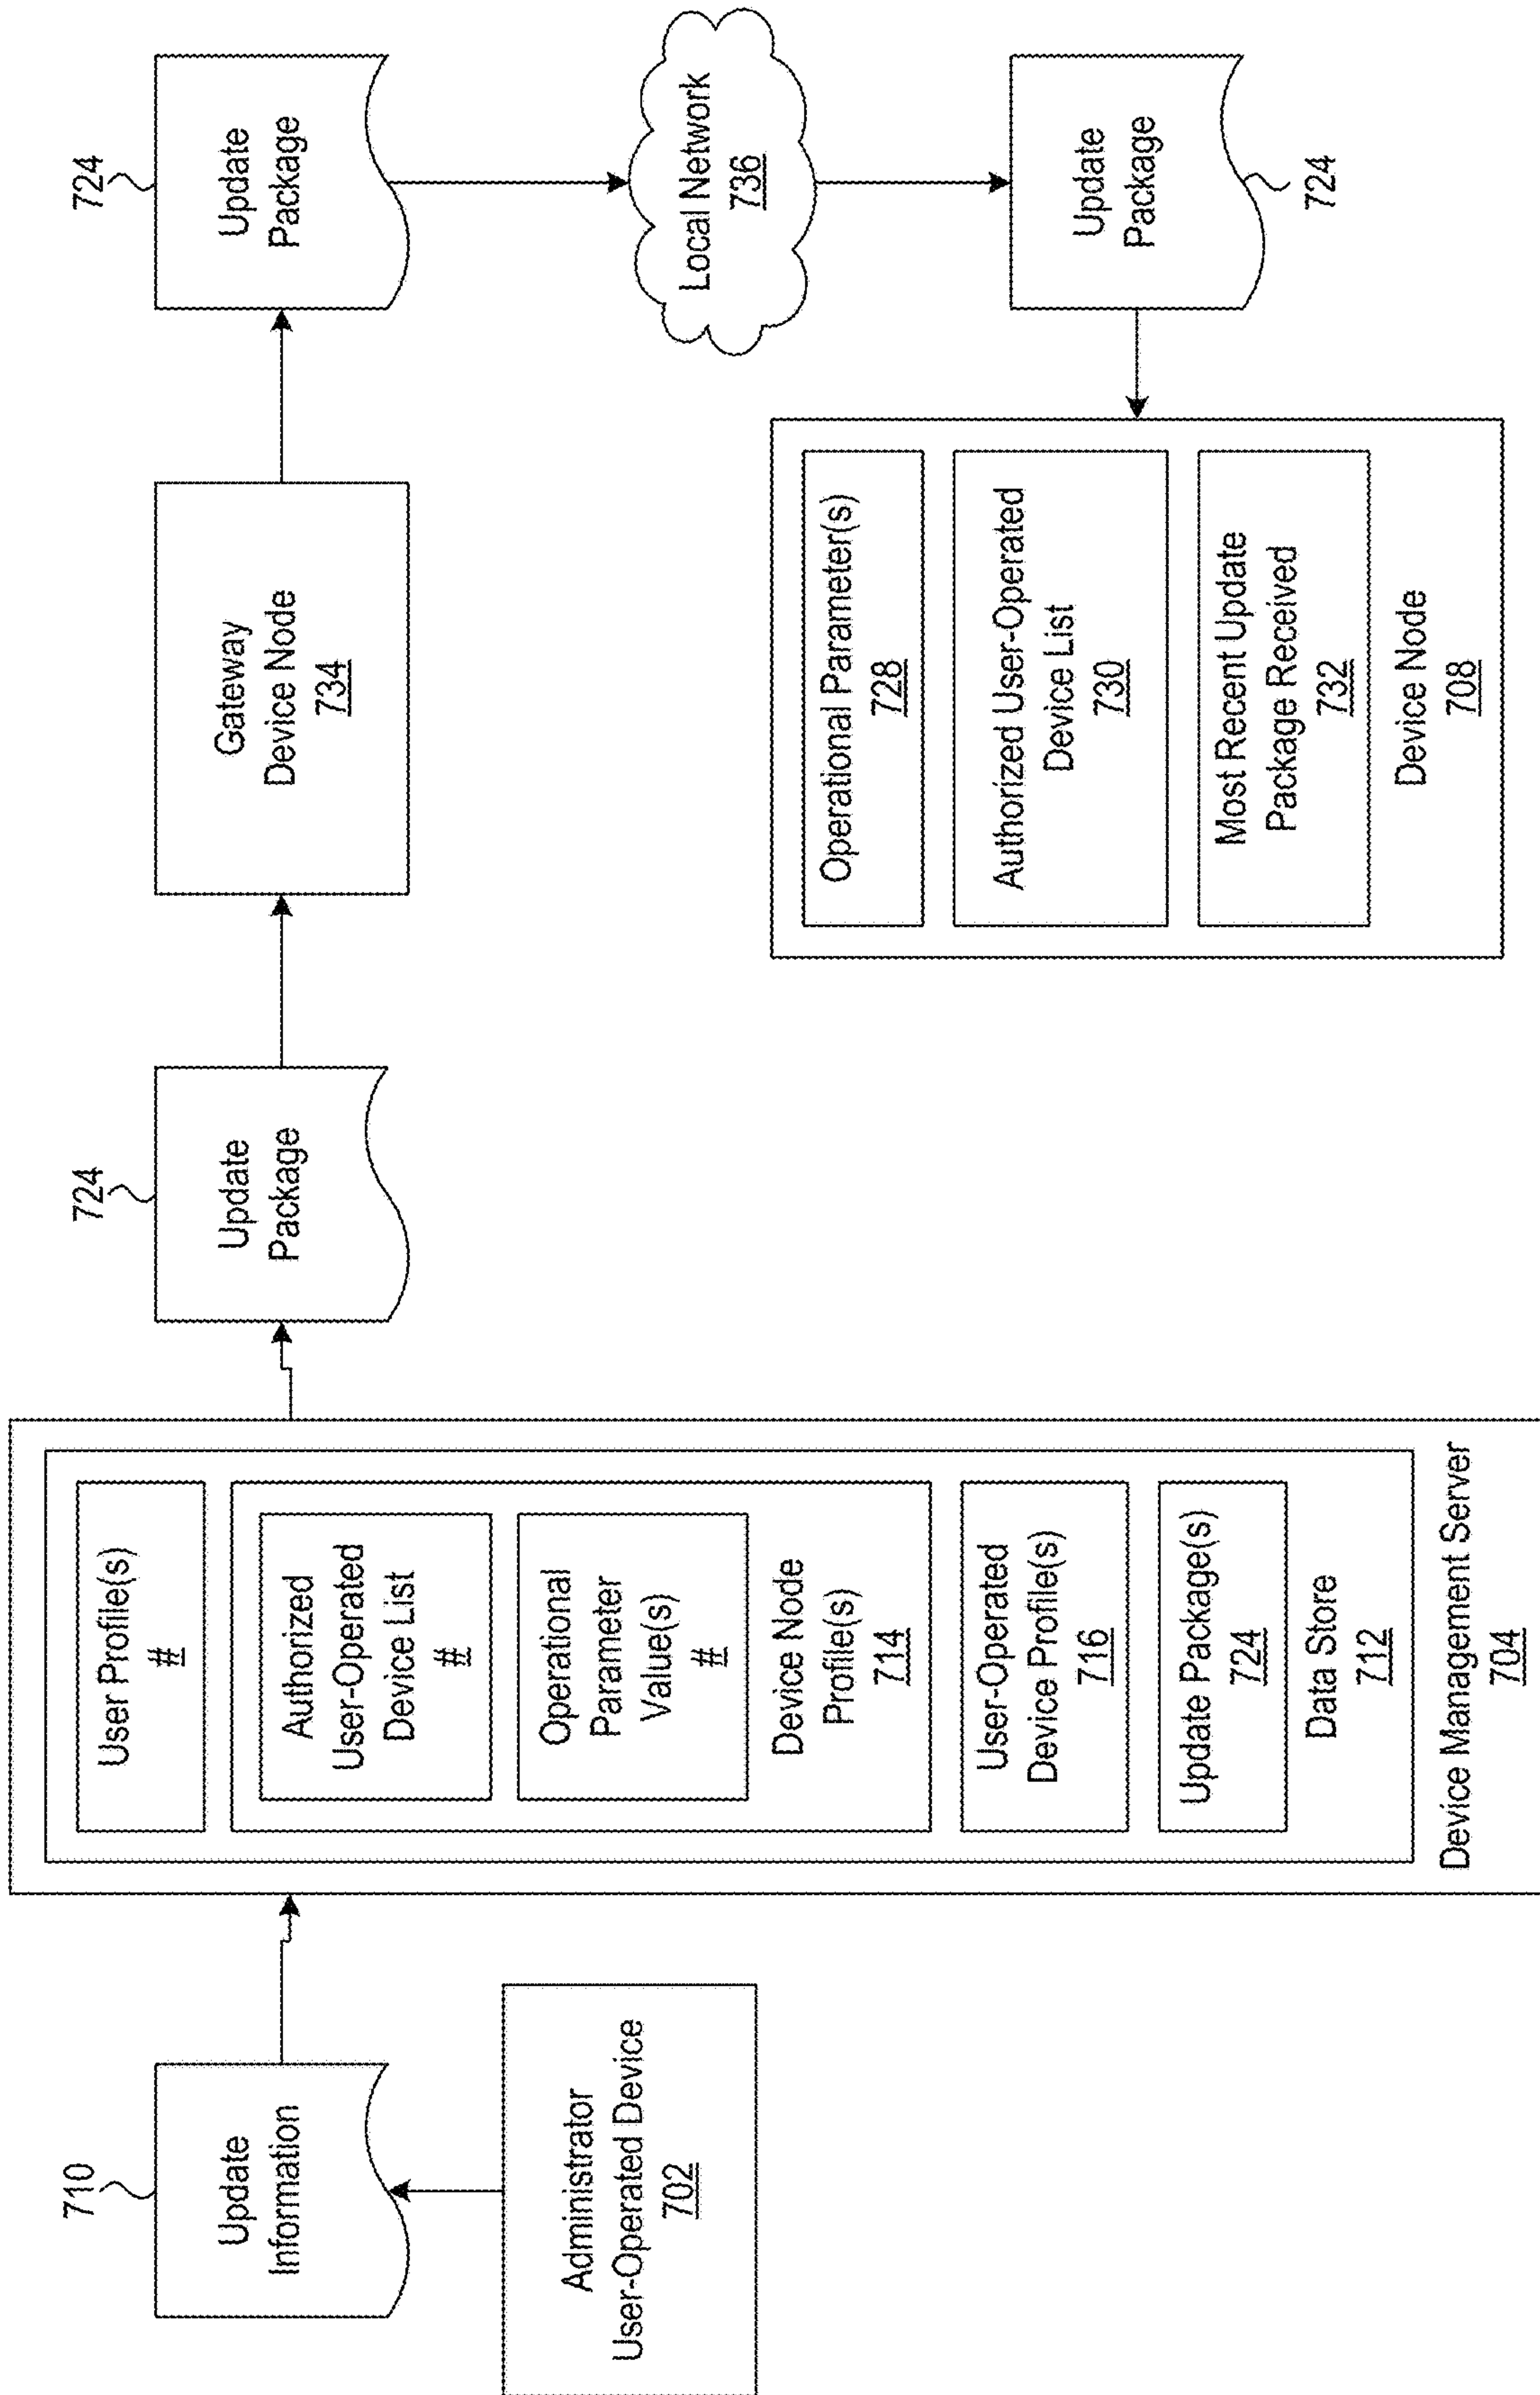 710
Update
Information
Administrator
User-Operated Device
702
User Profile(s)
#
Authorized
User-Operated
Device List
#
Operational
Parameter
Value(s)
#
Device Node
Profile(s)
714
User-Operated
Device Profile(s)
716
Update Package(s)
724
Data Store
712
Device Management Server
704
724
Update
Package
Gateway
Device Node
734
724
Update
Package
Local Network
736
Update
Package
724
Operational Parameter(s)
728
Authorized User-Operated
Device List
730
Most Recent Update
Package Received
732
Device Node
708